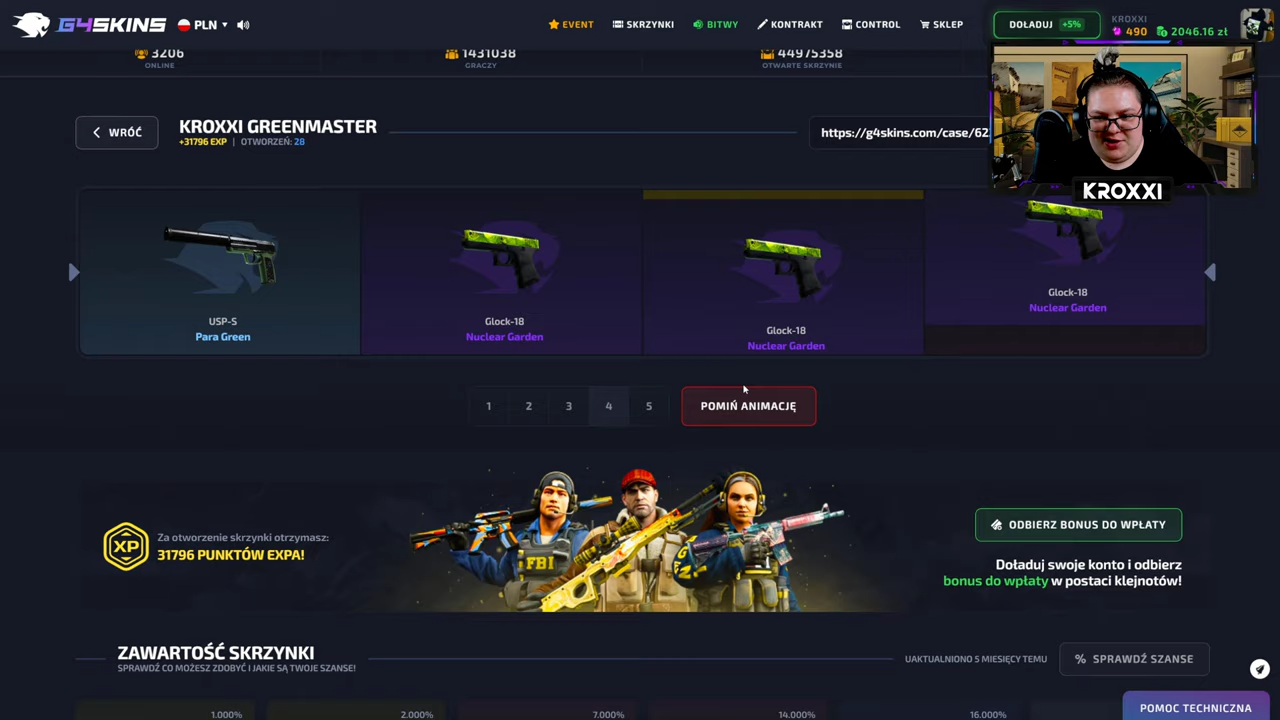 G4SKINS
PLN
EVENT
SKRZYNKI
BITWY
KONTRAKT
CONTROL
SKLEP
DOŁADUJ +5%
KROXXI
490 2046.16 zł
3206
ONLINE
1431038
GRACZY
44975358
OTWARTE SKRZYNIE
WRÓĆ
KROXXI GREENMASTER
+31796 EXP | OTWORZEŃ: 28
https://g4skins.com/case/62
KROXXI
USP-S
Para Green
Glock-18
Nuclear Garden
Glock-18
Nuclear Garden
Glock-18
Nuclear Garden
1 2 3 4 5
POMIŃ ANIMACJĘ
XP
Za otworzenie skrzynki otrzymasz:
31796 PUNKTÓW EXPA!
FBI
ODBIERZ BONUS DO WPŁATY
Doładuj swoje konto i odbierz
bonus do wpłaty w postaci klejnotów!
ZAWARTOŚĆ SKRZYNKI
SPRAWDŹ CO MOŻESZ ZDOBYĆ I JAKIE SĄ TWOJE SZANSE!
UAKTUALNIONO 5 MIESIĘCY TEMU
% SPRAWDŹ SZANSE
1.000%
2.000%
7.000%
14.000%
16.000%
POMOC TECHNICZNA